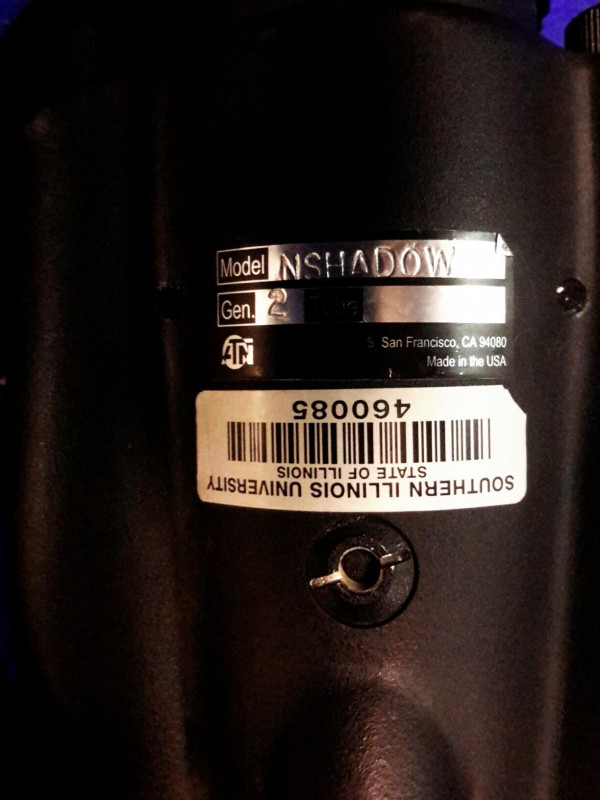 Model NSHADOW
Gen. 2 Tube
ATN S. San Francisco, CA 94080
Made in the USA
SOUTHERN ILLINOIS UNIVERSITY
STATE OF ILLINOIS
460085